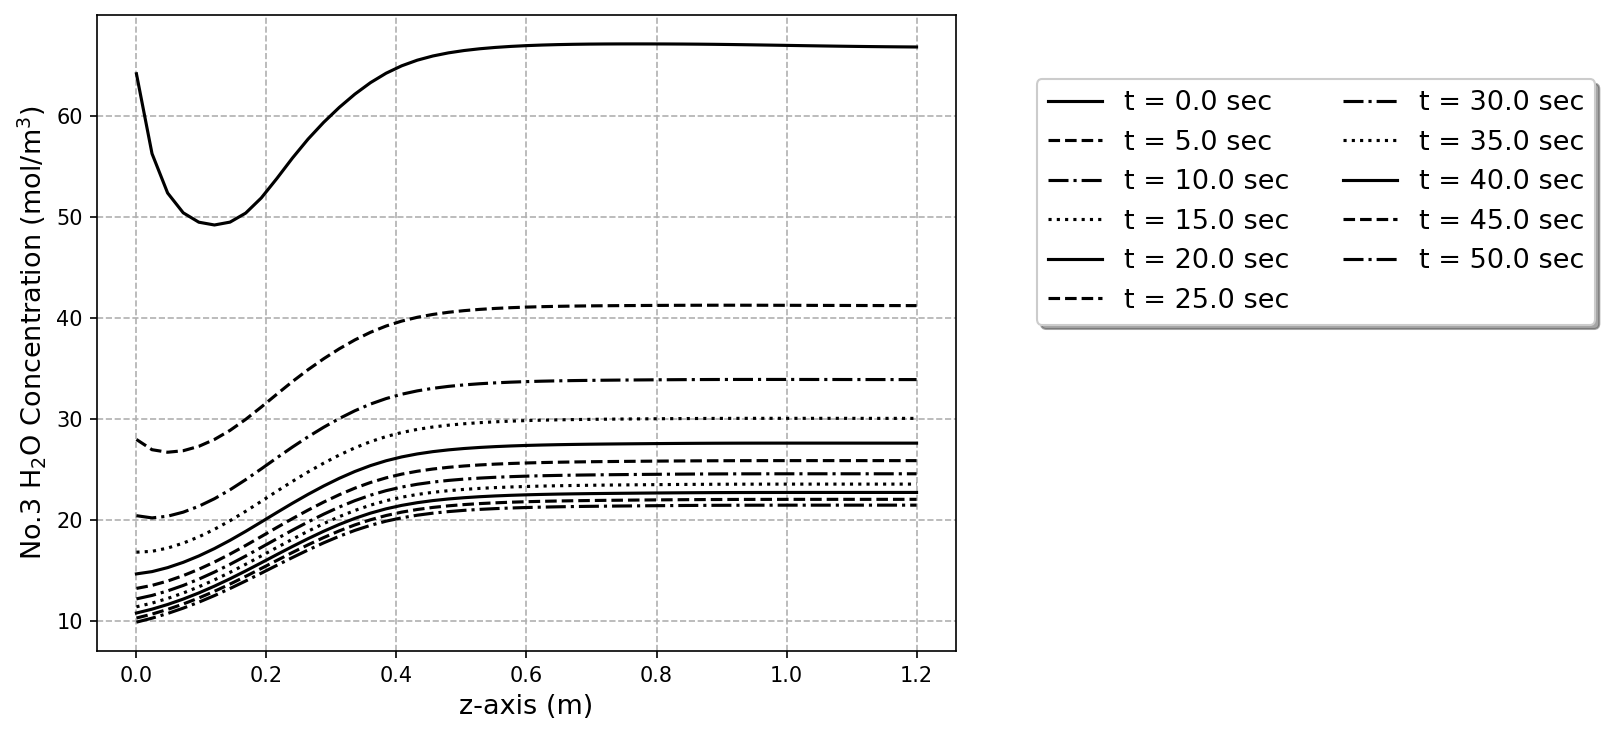 60
50
40
30
20
10
No.3 H₂O Concentration (mol/m³)
0.0 0.2 0.4 0.6 0.8 1.0 1.2
z-axis (m)
t = 0.0 sec
t = 5.0 sec
t = 10.0 sec
t = 15.0 sec
t = 20.0 sec
t = 25.0 sec
t = 30.0 sec
t = 35.0 sec
t = 40.0 sec
t = 45.0 sec
t = 50.0 sec